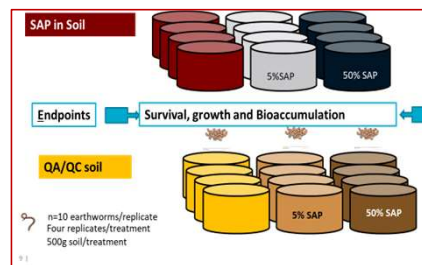 SAP in Soil
5%SAP
50% SAP
Endpoints
Survival, growth and Bioaccumulation
QA/QC soil
5% SAP
50% SAP
n=10 earthworms/replicate
Four replicates/treatment
500g soil/treatment
9 |